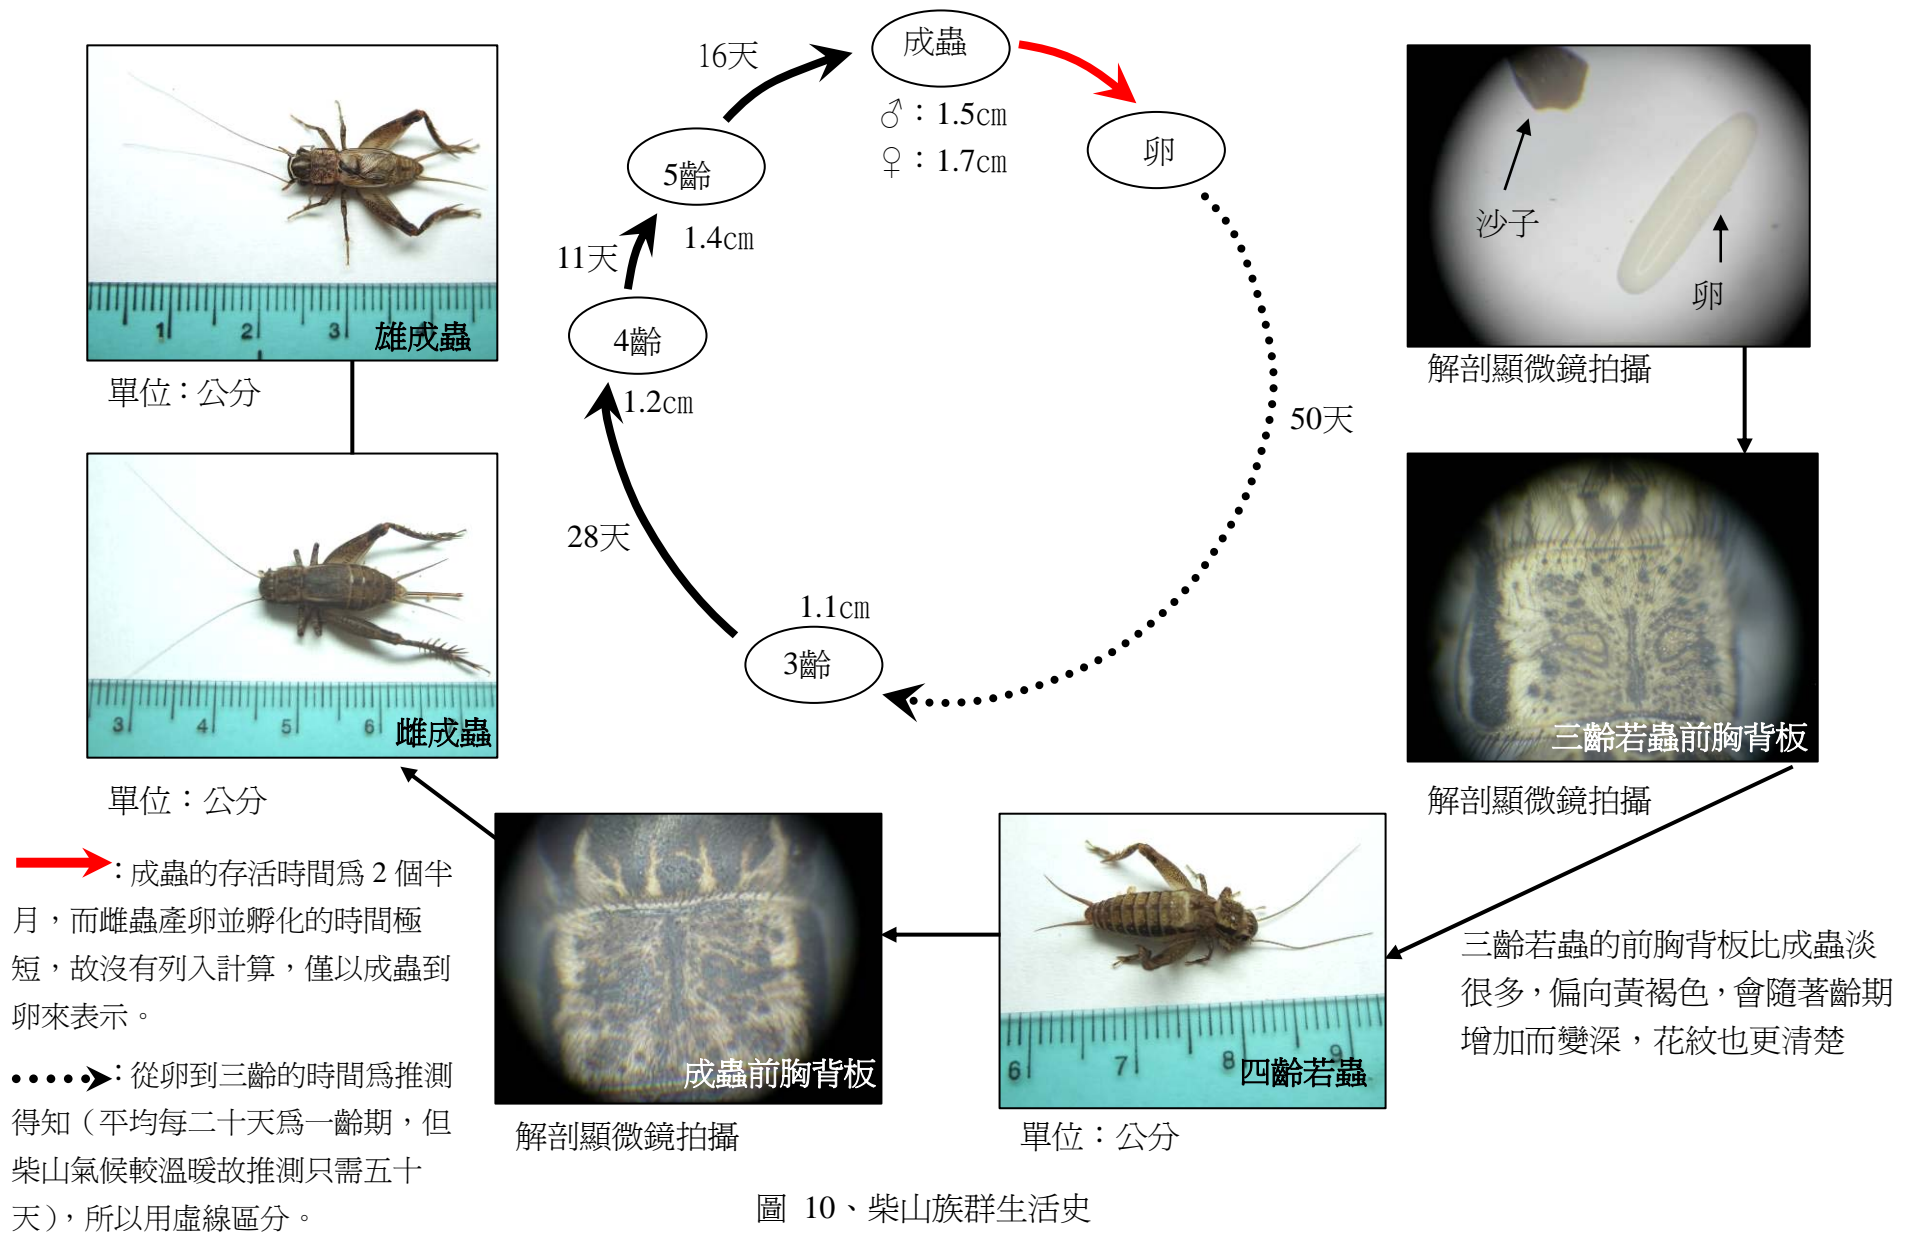 成蟲
♂：1.5㎝
♀：1.7㎝
16天
卵
5齡
1.4㎝
11天
4齡
1.2㎝
28天
1.1㎝
3齡
50天
1 2 3
雄成蟲
單位：公分
3 4 5 6
雌成蟲
單位：公分
沙子
卵
解剖顯微鏡拍攝
三齡若蟲前胸背板
解剖顯微鏡拍攝
三齡若蟲的前胸背板比成蟲淡
很多，偏向黃褐色，會隨著齡期
增加而變深，花紋也更清楚
6 7 8 9
四齡若蟲
單位：公分
成蟲前胸背板
解剖顯微鏡拍攝
：成蟲的存活時間為 2 個半
月，而雌蟲產卵並孵化的時間極
短，故沒有列入計算，僅以成蟲到
卵來表示。
：從卵到三齡的時間為推測
得知（平均每二十天為一齡期，但
柴山氣候較溫暖故推測只需五十
天），所以用虛線區分。
圖 10、柴山族群生活史